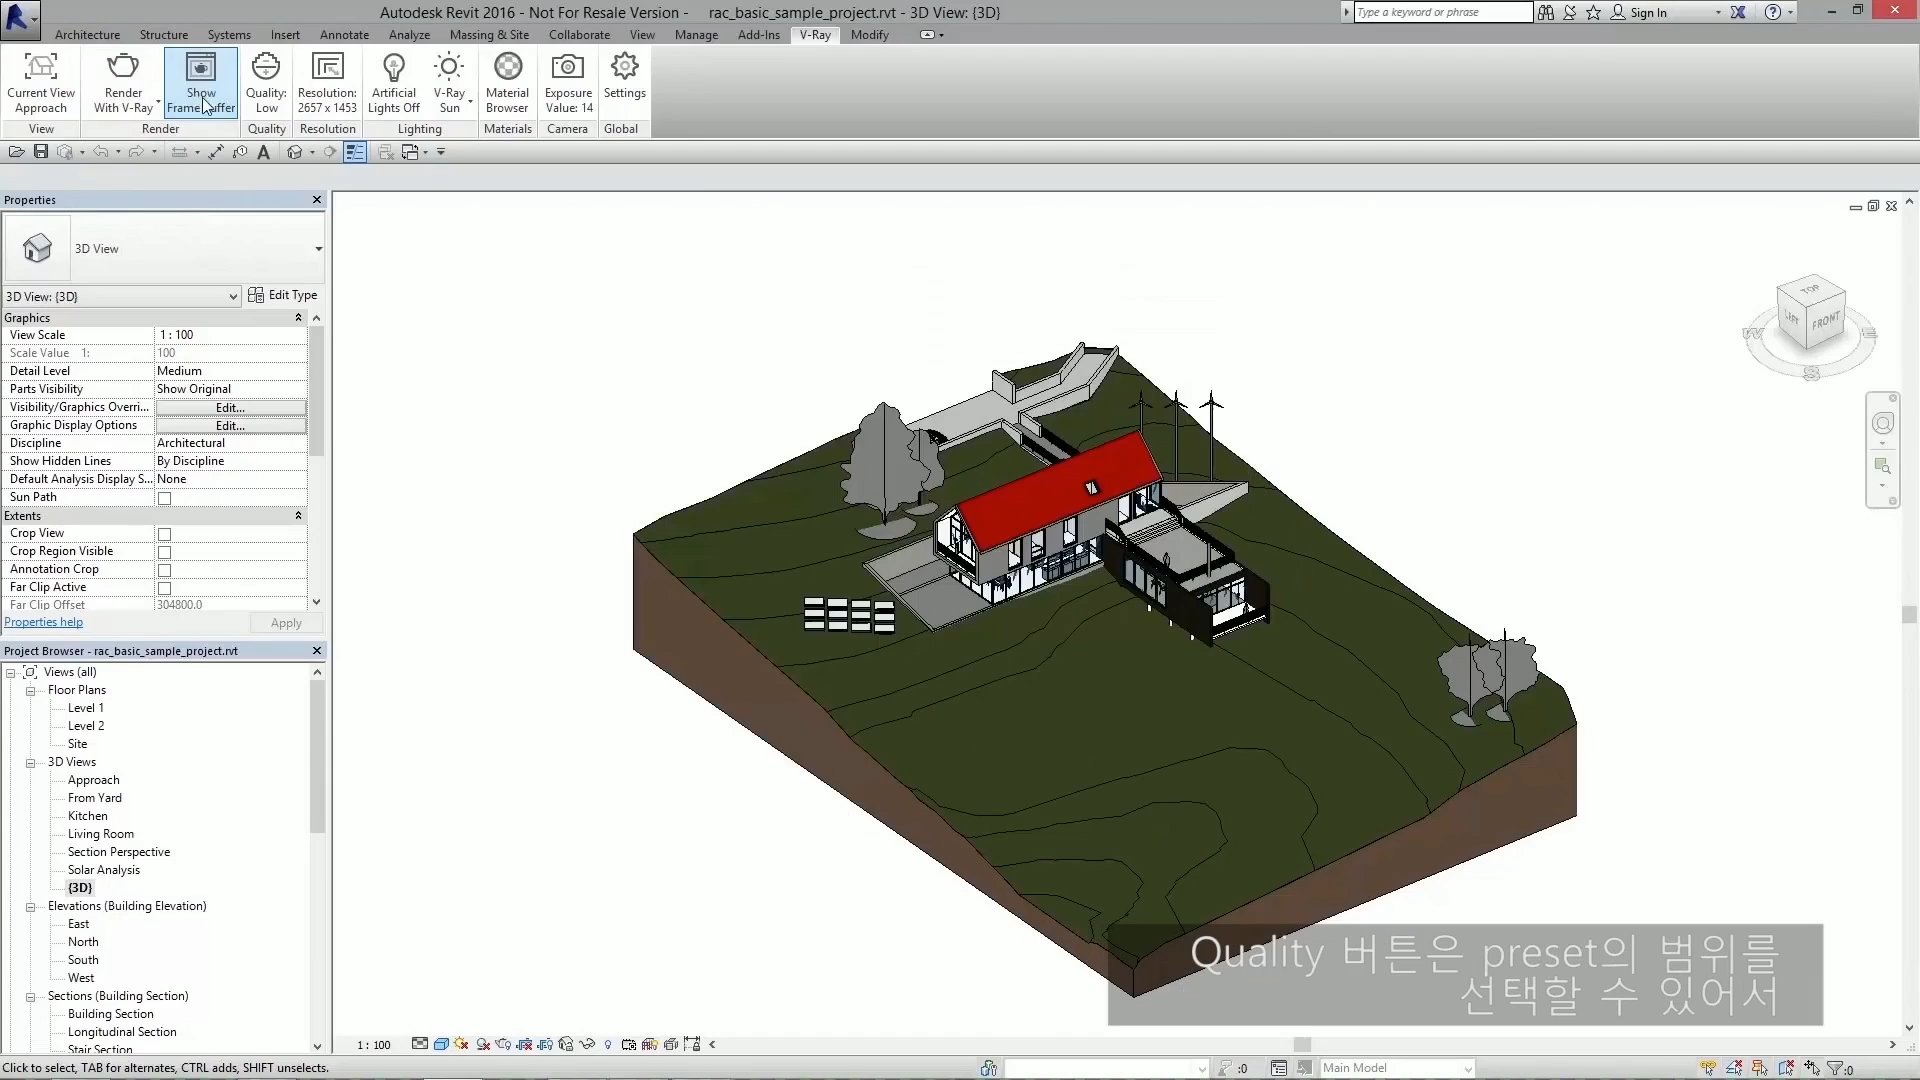 Autodesk Revit 2016 - Not For Resale Version - rac_basic_sample_project.rvt - 3D View: {3D}
Type a keyword or phrase
Sign In
Architecture Structure Systems Insert Annotate Analyze Massing & Site Collaborate View Manage Add-Ins V-Ray Modify
Current View
Approach
Render
With V-Ray
Show
Quality:
Low
Resolution:
2657 x 1453
Artificial
Lights Off
V-Ray
Sun
Material
Browser
Exposure
Value: 14
Settings
View Render Quality Resolution Lighting Materials Camera Global
Properties
3D View
3D View: {3D}
Edit Type
Graphics
View Scale 1 : 100
Scale Value 1: 100
Detail Level Medium
Parts Visibility Show Original
Visibility/Graphics Overri... Edit...
Graphic Display Options Edit...
Discipline Architectural
Show Hidden Lines By Discipline
Default Analysis Display S... None
Sun Path
Extents
Crop View
Crop Region Visible
Annotation Crop
Far Clip Active
Far Clip Offset 304800.0
Properties help
Apply
Project Browser - rac_basic_sample_project.rvt
Views (all)
Floor Plans
Level 1
Level 2
Site
3D Views
Approach
From Yard
Kitchen
Living Room
Section Perspective
Solar Analysis
{3D}
Elevations (Building Elevation)
East
North
South
West
Sections (Building Section)
Building Section
Longitudinal Section
Stair Section
TOP
LEFT
FRONT
W
E
S
Quality 버튼은 preset의 범위를
선택할 수 있어서
1 : 100
Click to select, TAB for alternates, CTRL adds, SHIFT unselects.
:0
Main Model
:0